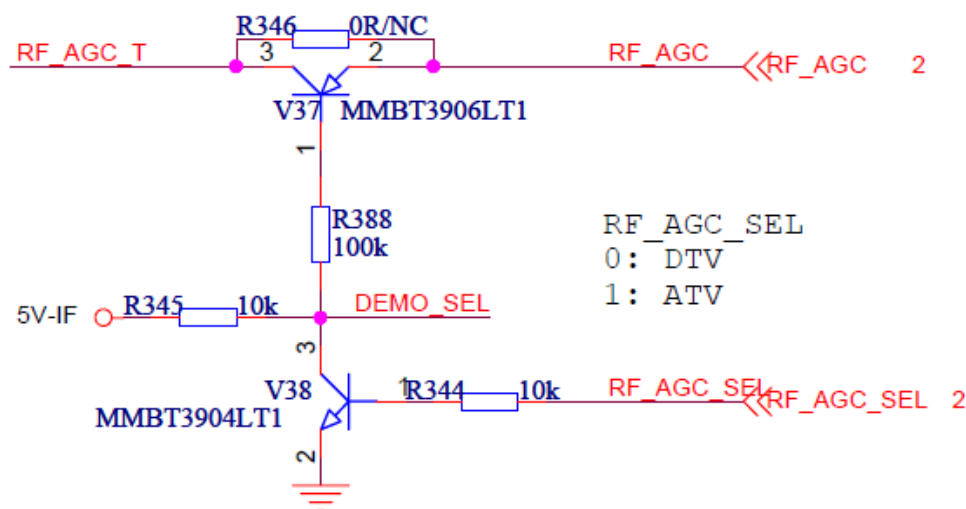 R346 0R/NC
RF_AGC_T 3 2 RF_AGC RF_AGC 2
V37 MMBT3906LT1
1
R388
100k
RF_AGC_SEL
0: DTV
1: ATV
5V-IF R345 10k DEMO_SEL
3
V38 1 R344 10k RF_AGC_SEL RF_AGC_SEL 2
MMBT3904LT1
2